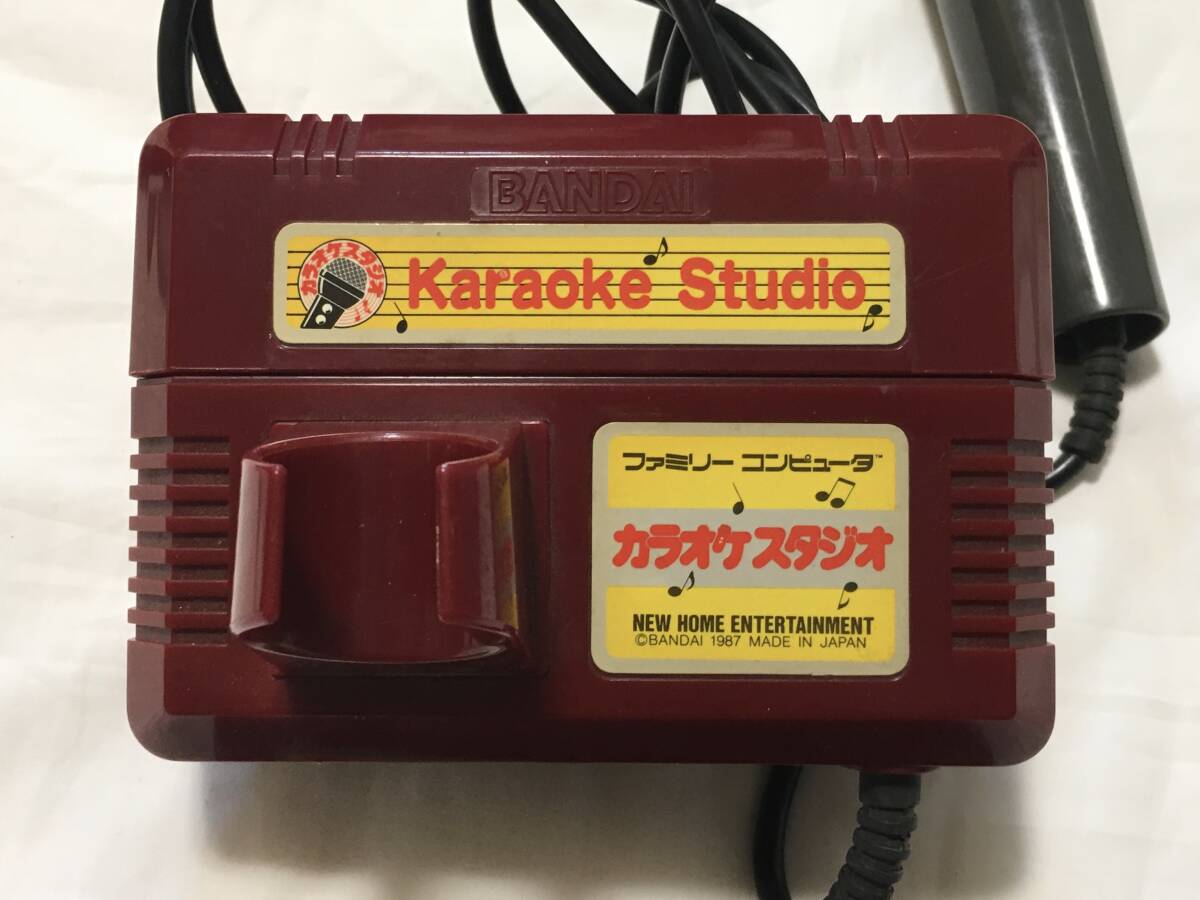 BANDAI
カラオケスタジオ
Karaoke Studio
ファミリーコンピュータ™
カラオケスタジオ
NEW HOME ENTERTAINMENT
©BANDAI 1987 MADE IN JAPAN